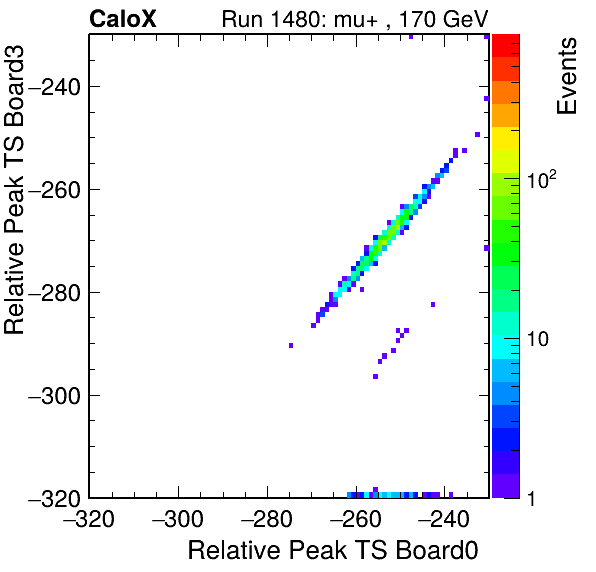 CaloX Run 1480: mu+ , 170 GeV
Events
Relative Peak TS Board3
−240
−260
−280
−300
−320
10²
10
1
−320 −300 −280 −260 −240
Relative Peak TS Board0